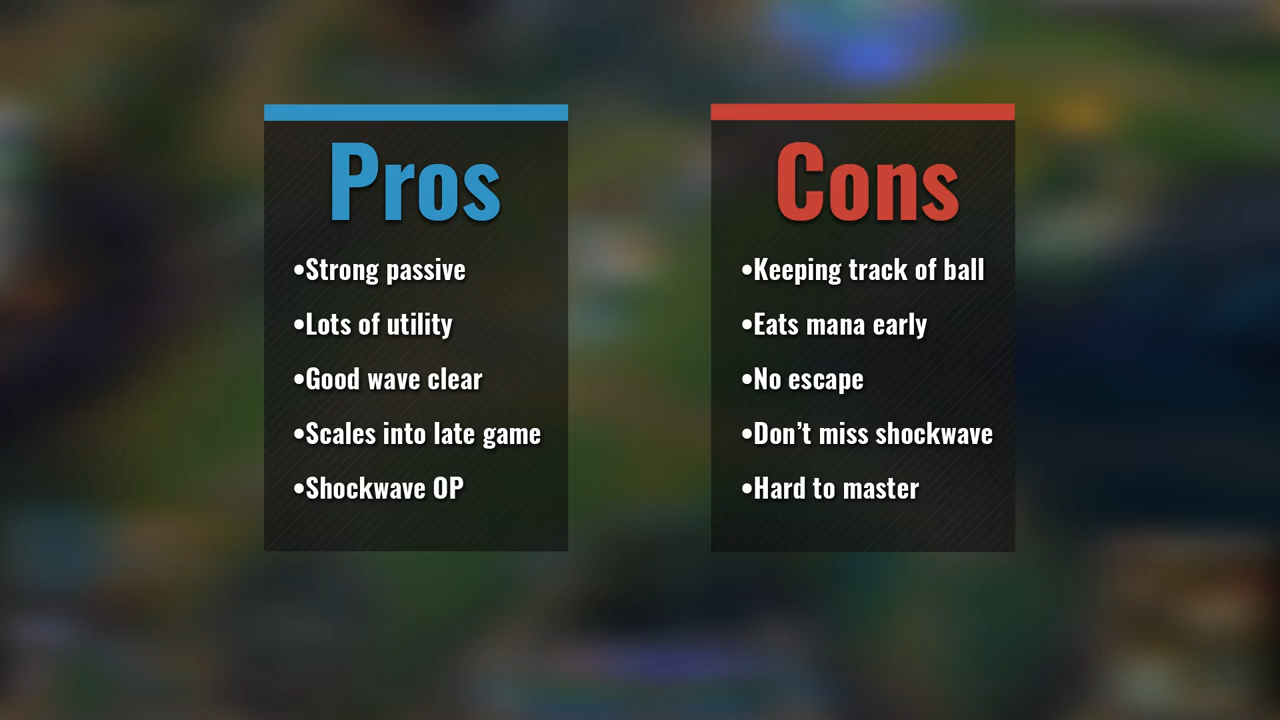 Pros
•Strong passive
•Lots of utility
•Good wave clear
•Scales into late game
•Shockwave OP
Cons
•Keeping track of ball
•Eats mana early
•No escape
•Don’t miss shockwave
•Hard to master